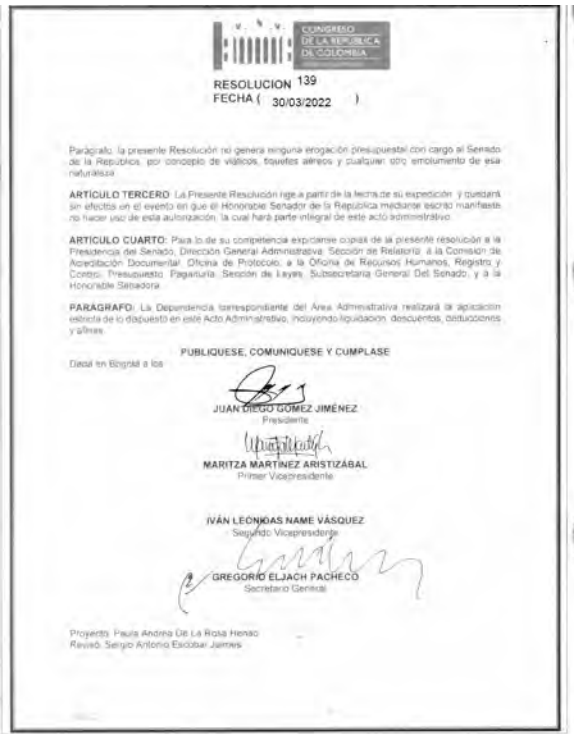 CONGRESO
DE LA REPÚBLICA
DE COLOMBIA
RESOLUCION 139
FECHA ( 30/03/2022 )
Parágrafo: la presente Resolución no genera ninguna erogación presupuestal con cargo al Senado
de la República, por concepto de viáticos, tiquetes aéreos y cualquier otro emolumento de esa
naturaleza.
ARTÍCULO TERCERO: La Presente Resolución rige a partir de la fecha de su expedición y quedará
sin efectos en el evento en que el Honorable Senador de la República mediante escrito manifieste
no hacer uso de esta autorización, la cual hará parte integral de este acto administrativo.
ARTÍCULO CUARTO: Para lo de su competencia expídanse copias de la presente resolución a la
Presidencia del Senado, Dirección General Administrativa, Sección de Relatoría, a la Comisión de
Acreditación Documental, Oficina de Protocolo, a la Oficina de Recursos Humanos, Registro y
Control, Presupuesto, Pagaduría, Sección de Leyes, Subsecretaría General Del Senado, y a la
Honorable Senadora.
PARÁGRAFO: La Dependencia correspondiente del Área Administrativa realizará la aplicación
estricta de lo dispuesto en este Acto Administrativo, incluyendo liquidación, descuentos, deducciones
y afines.
PUBLIQUESE, COMUNIQUESE Y CUMPLASE
Dada en Bogotá a los
JUAN DIEGO GÓMEZ JIMÉNEZ
Presidente
MARITZA MARTÍNEZ ARISTIZÁBAL
Primer Vicepresidente
IVÁN LEONIDAS NAME VÁSQUEZ
Segundo Vicepresidente
GREGORIO ELJACH PACHECO
Secretario General
Proyectó: Paula Andrea De La Rosa Henao
Revisó: Sergio Antonio Escobar Jaimes